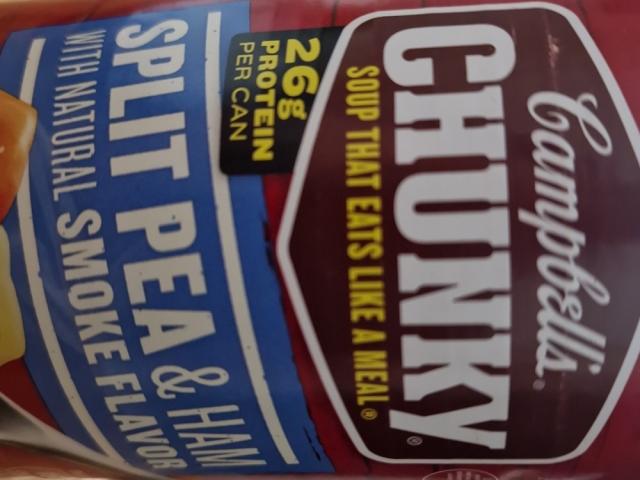 Campbell's®
CHUNKY®
SOUP THAT EATS LIKE A MEAL®
26g
PROTEIN
PER CAN
SPLIT PEA & HAM
WITH NATURAL SMOKE FLAVOR